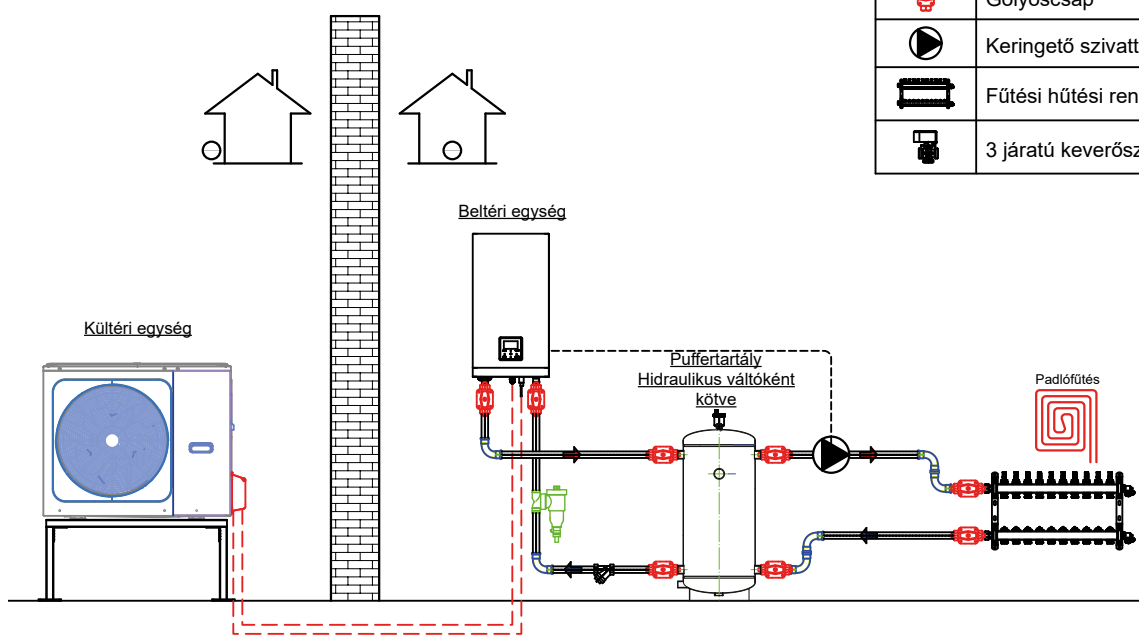 Golyóscsap
Keringető szivatt
Fűtési hűtési ren
3 járatú keverősz
Beltéri egység
Kültéri egység
Puffertartály
Hidraulikus váltóként
kötve
Padlófűtés